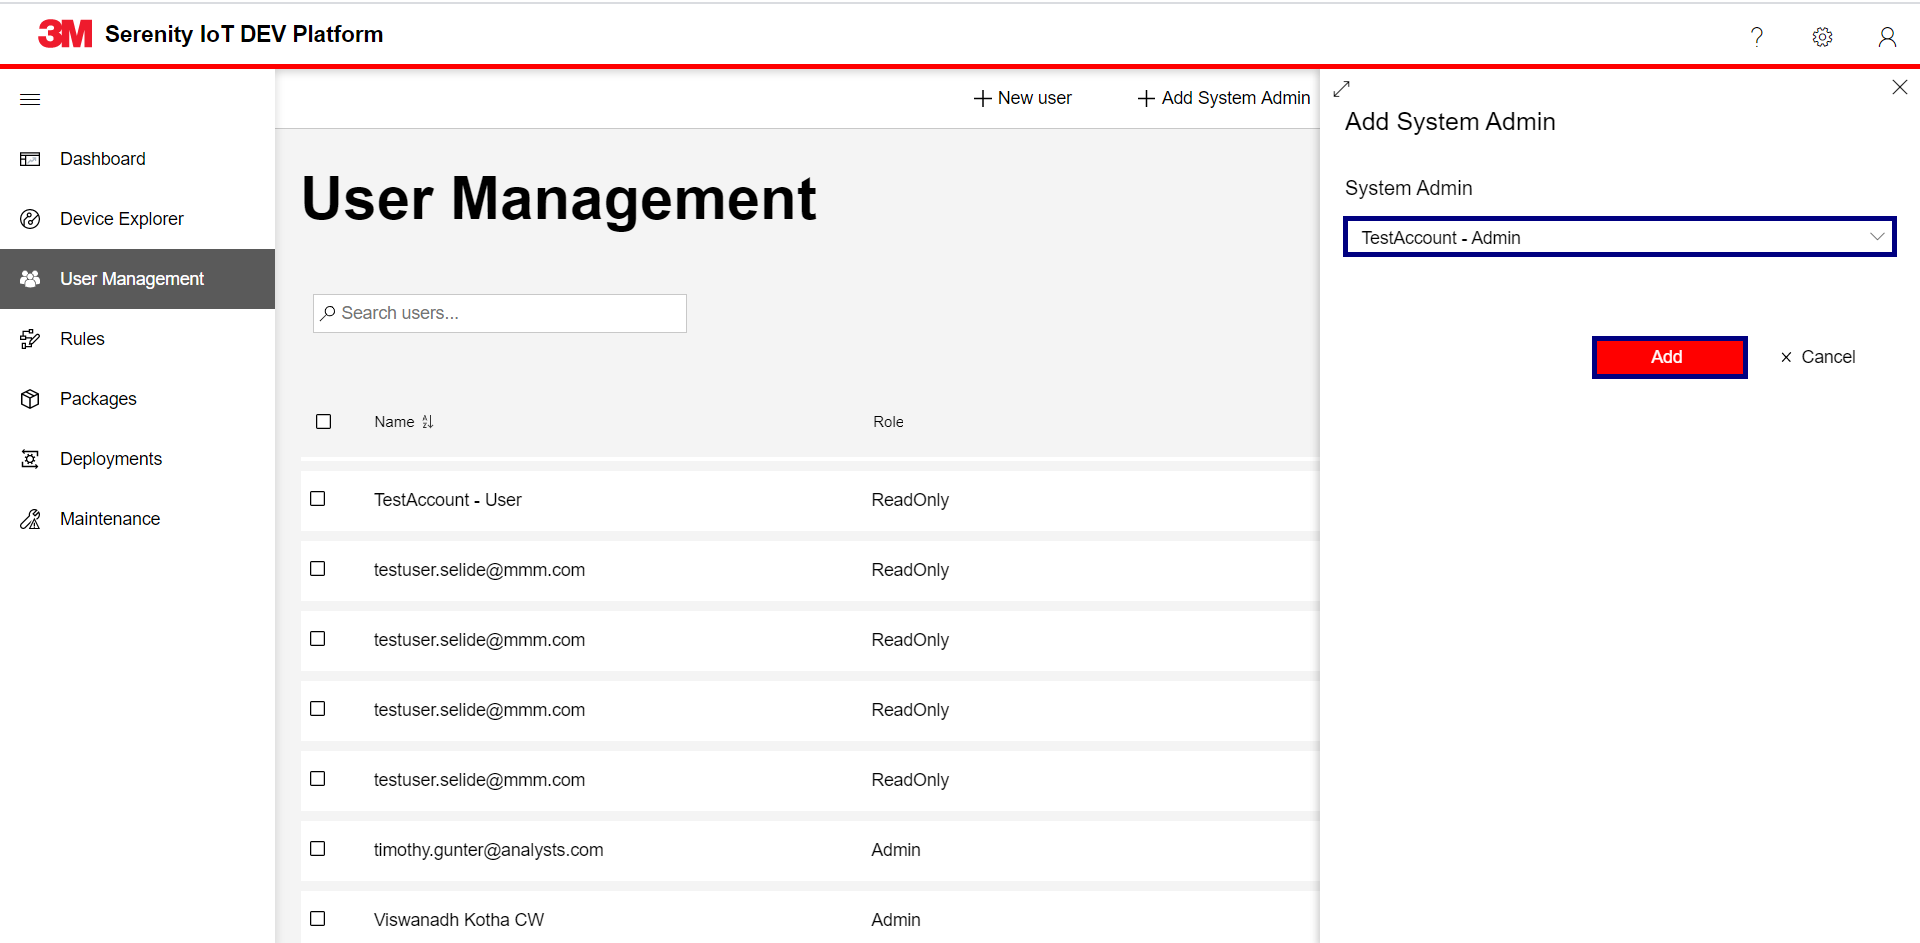 3M Serenity IoT DEV Platform
New user
Add System Admin
Dashboard
Device Explorer
User Management
Rules
Packages
Deployments
Maintenance
User Management
Search users...
Name
Role
TestAccount - User ReadOnly
testuser.selide@mmm.com ReadOnly
testuser.selide@mmm.com ReadOnly
testuser.selide@mmm.com ReadOnly
testuser.selide@mmm.com ReadOnly
timothy.gunter@analysts.com Admin
Viswanadh Kotha CW Admin
Add System Admin
System Admin
TestAccount - Admin
Add
Cancel